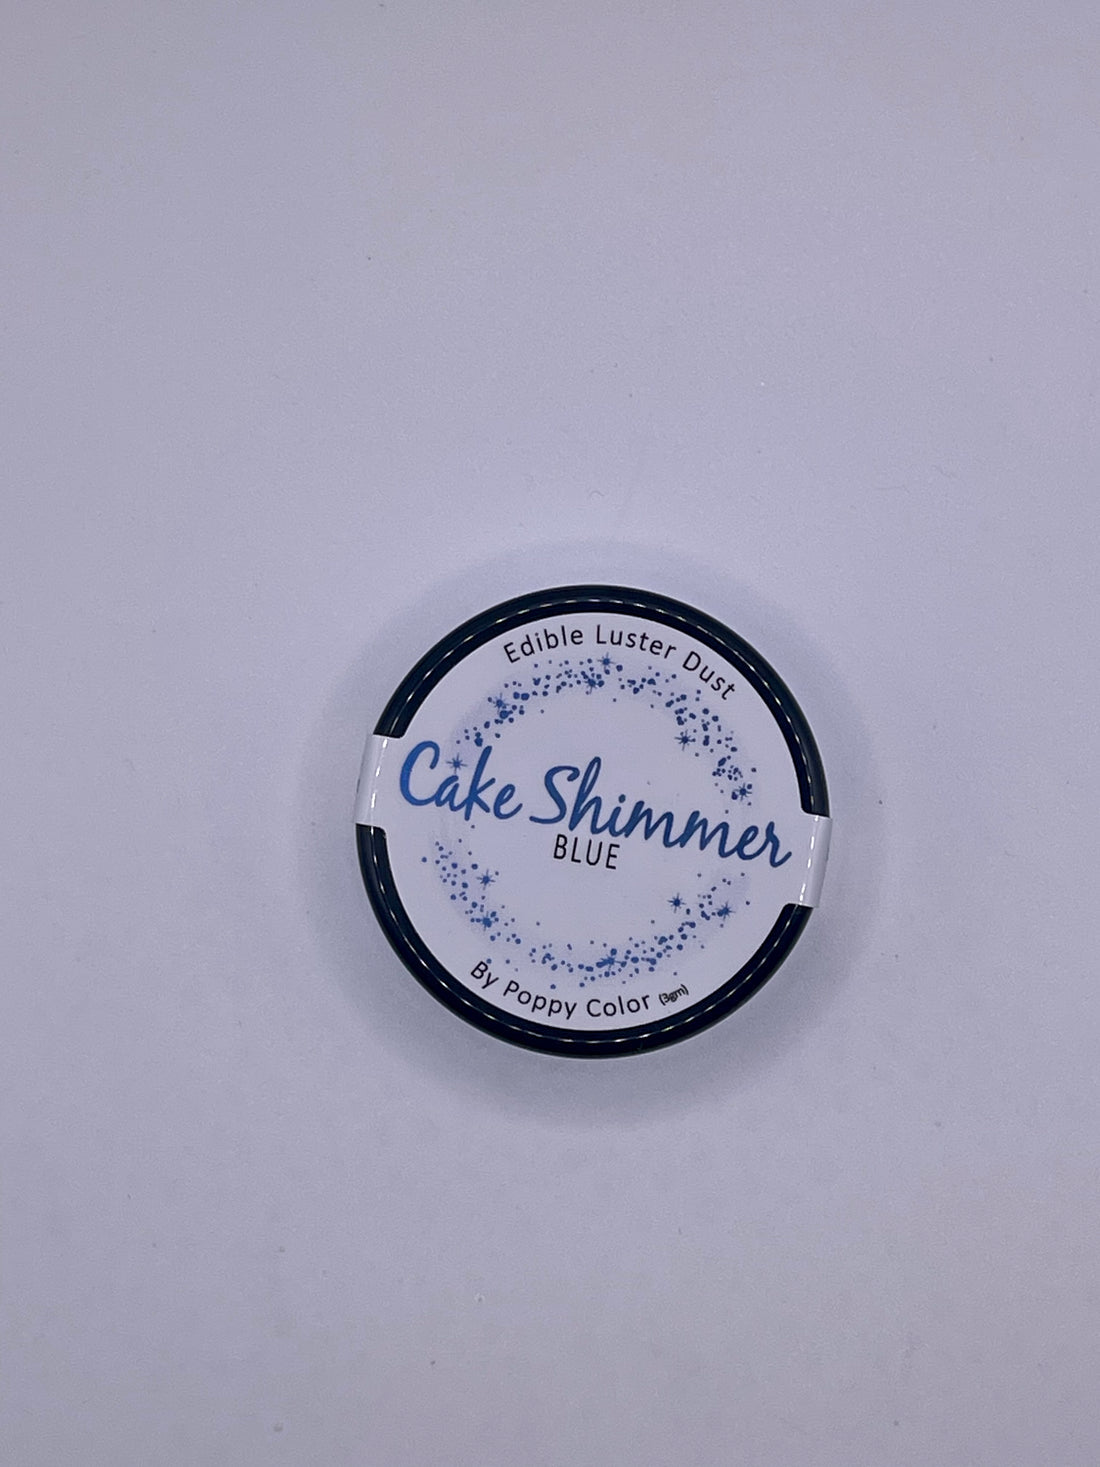 Edible Luster Dust
Cake Shimmer
BLUE
By Poppy Color (3gm)